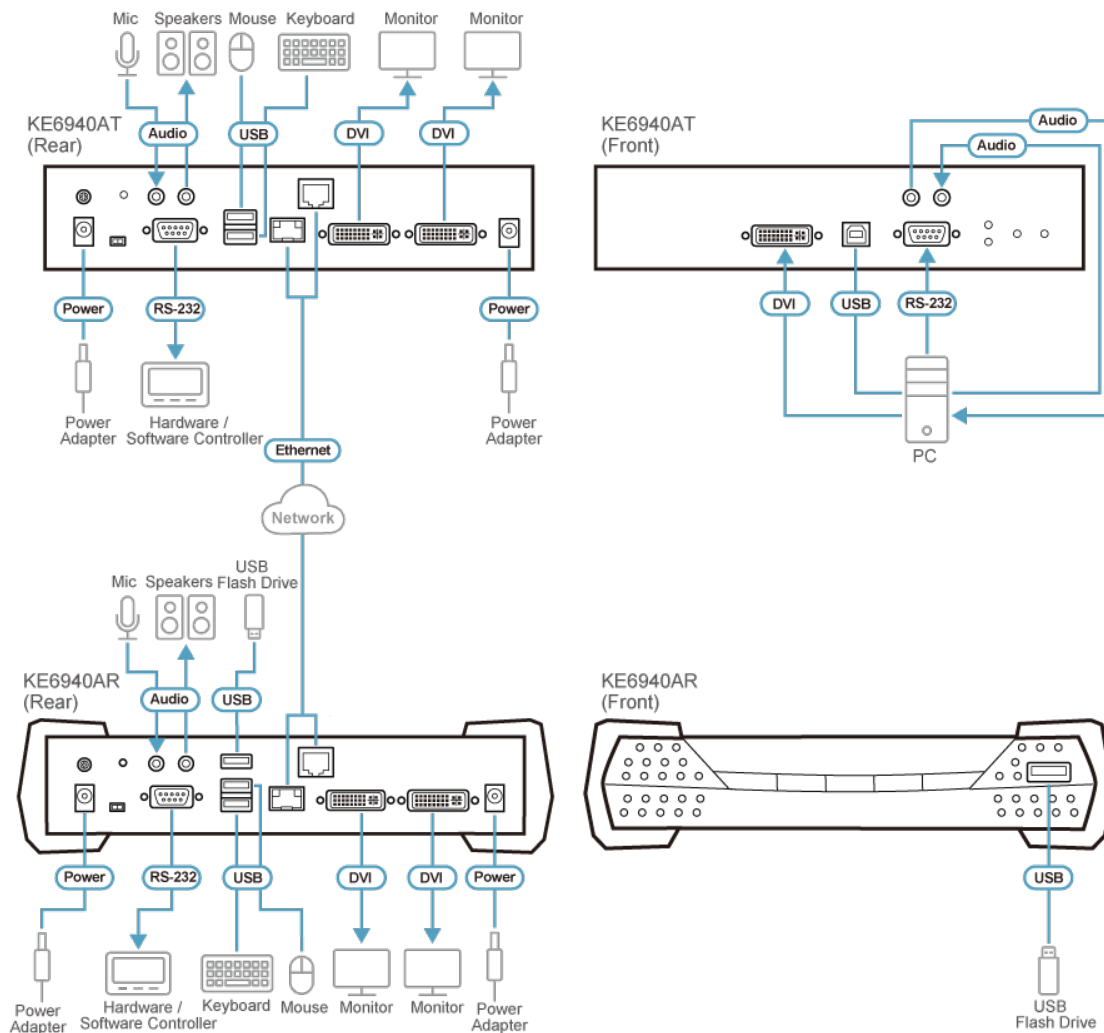 Mic
Speakers
Mouse
Keyboard
Monitor
Monitor
KE6940AT
(Rear)
Audio
USB
DVI
DVI
Power
RS-232
Power
Power
Adapter
Hardware /
Software Controller
Power
Adapter
Ethernet
Network
KE6940AT
(Front)
Audio
Audio
DVI
USB
RS-232
PC
Mic
Speakers
USB
Flash Drive
KE6940AR
(Rear)
Audio
USB
Power
RS-232
USB
DVI
DVI
Power
Power
Adapter
Hardware /
Software Controller
Keyboard
Mouse
Monitor
Monitor
Power
Adapter
KE6940AR
(Front)
USB
USB
Flash Drive